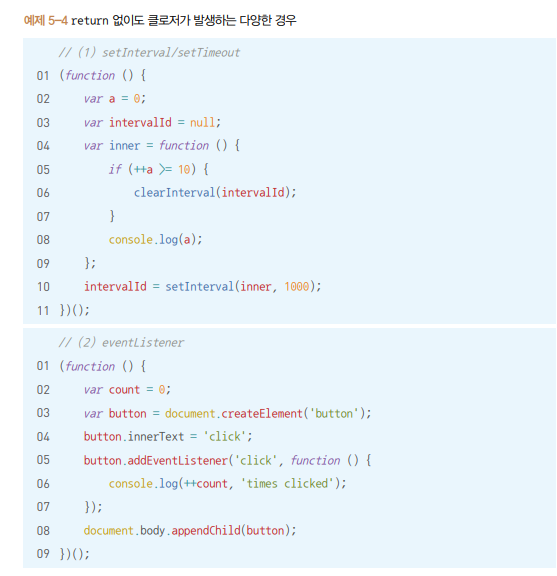 예제 5-4 return 없이도 클로저가 발생하는 다양한 경우
// (1) setInterval/setTimeout
01 (function () {
02     var a = 0;
03     var intervalId = null;
04     var inner = function () {
05         if (++a >= 10) {
06             clearInterval(intervalId);
07         }
08         console.log(a);
09     };
10     intervalId = setInterval(inner, 1000);
11 })();
// (2) eventListener
01 (function () {
02     var count = 0;
03     var button = document.createElement('button');
04     button.innerText = 'click';
05     button.addEventListener('click', function () {
06         console.log(++count, 'times clicked');
07     });
08     document.body.appendChild(button);
09 })();